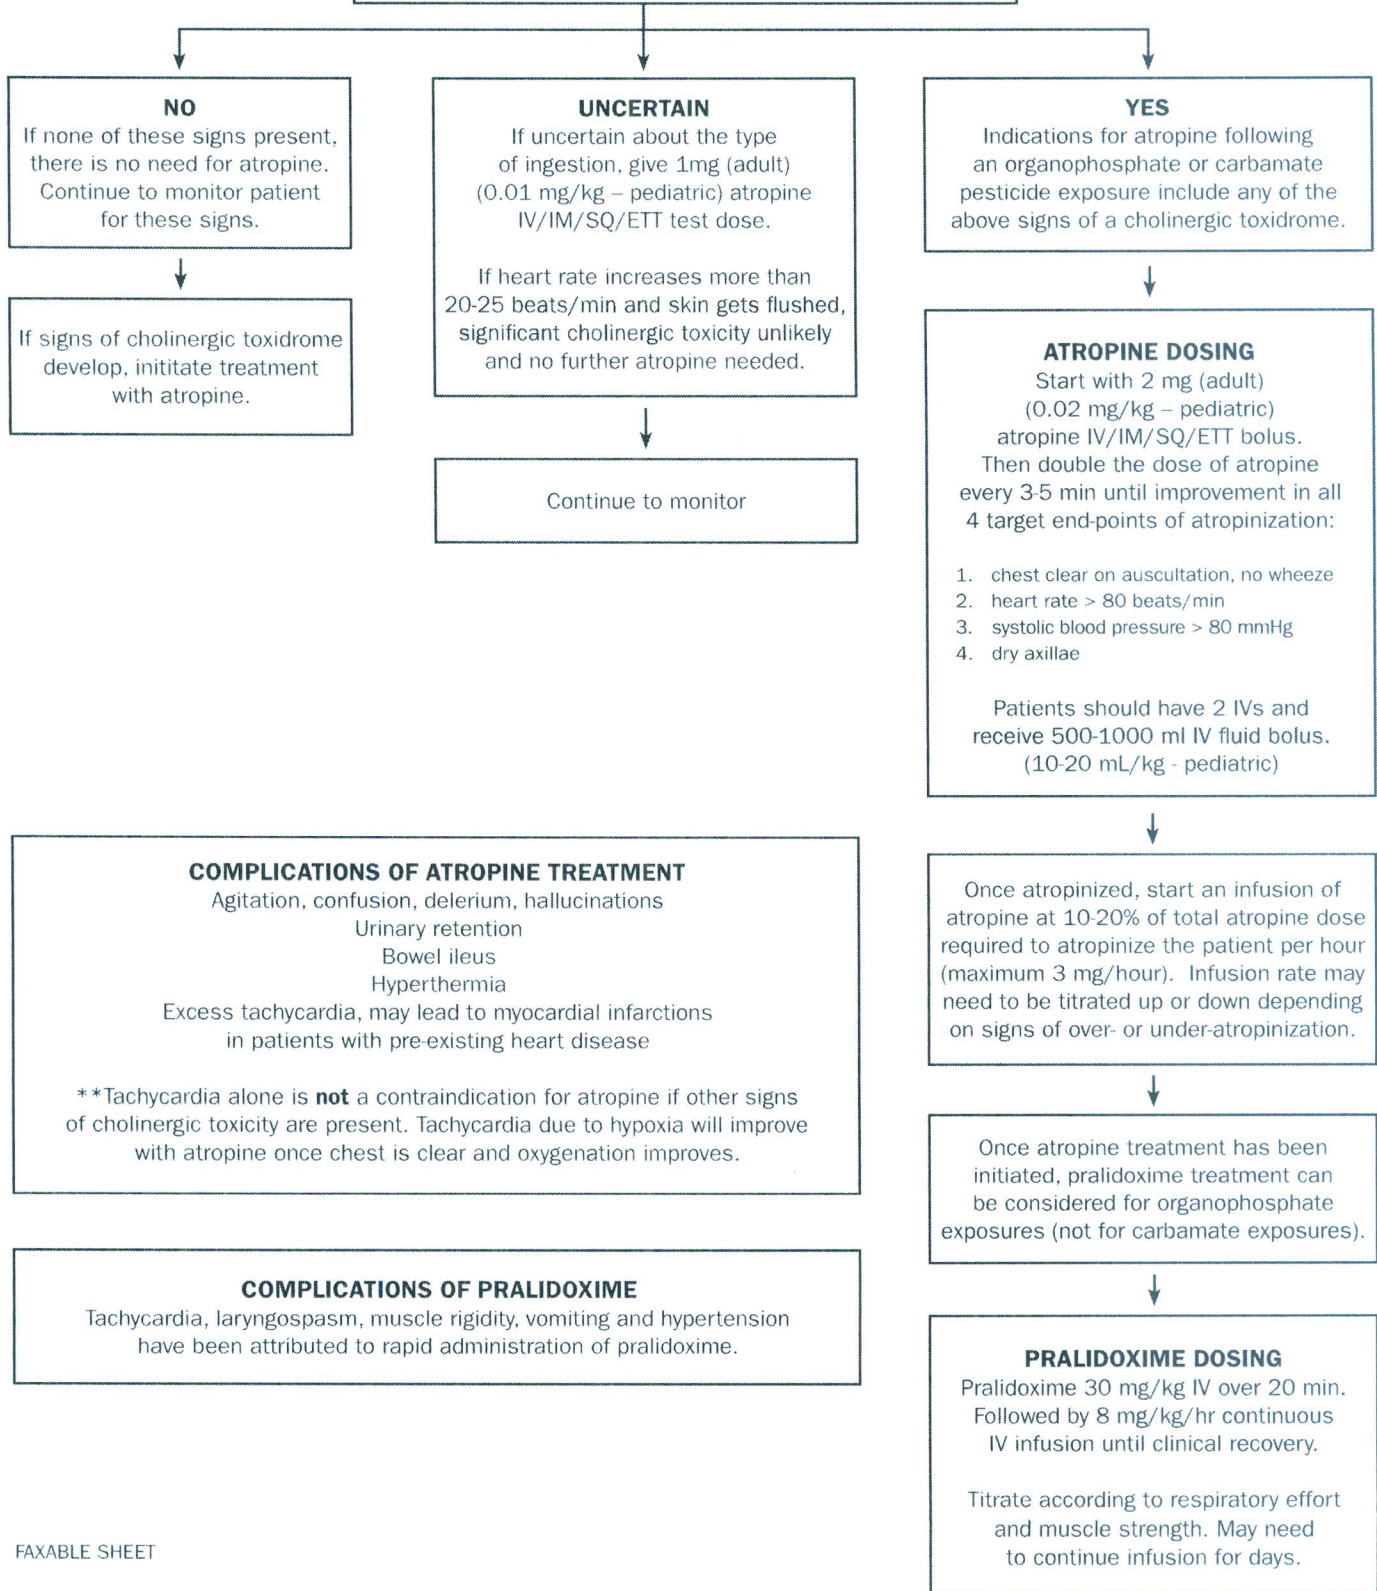 NO
If none of these signs present,
there is no need for atropine.
Continue to monitor patient
for these signs.
If signs of cholinergic toxidrome
develop, inititate treatment
with atropine.
UNCERTAIN
If uncertain about the type
of ingestion, give 1mg (adult)
(0.01 mg/kg – pediatric) atropine
IV/IM/SQ/ETT test dose.
If heart rate increases more than
20-25 beats/min and skin gets flushed,
significant cholinergic toxicity unlikely
and no further atropine needed.
Continue to monitor
YES
Indications for atropine following
an organophosphate or carbamate
pesticide exposure include any of the
above signs of a cholinergic toxidrome.
ATROPINE DOSING
Start with 2 mg (adult)
(0.02 mg/kg – pediatric)
atropine IV/IM/SQ/ETT bolus.
Then double the dose of atropine
every 3-5 min until improvement in all
4 target end-points of atropinization:
1. chest clear on auscultation, no wheeze
2. heart rate > 80 beats/min
3. systolic blood pressure > 80 mmHg
4. dry axillae
Patients should have 2 IVs and
receive 500-1000 ml IV fluid bolus.
(10-20 mL/kg - pediatric)
Once atropinized, start an infusion of
atropine at 10-20% of total atropine dose
required to atropinize the patient per hour
(maximum 3 mg/hour). Infusion rate may
need to be titrated up or down depending
on signs of over- or under-atropinization.
Once atropine treatment has been
initiated, pralidoxime treatment can
be considered for organophosphate
exposures (not for carbamate exposures).
PRALIDOXIME DOSING
Pralidoxime 30 mg/kg IV over 20 min.
Followed by 8 mg/kg/hr continuous
IV infusion until clinical recovery.
Titrate according to respiratory effort
and muscle strength. May need
to continue infusion for days.
COMPLICATIONS OF ATROPINE TREATMENT
Agitation, confusion, delerium, hallucinations
Urinary retention
Bowel ileus
Hyperthermia
Excess tachycardia, may lead to myocardial infarctions
in patients with pre-existing heart disease
**Tachycardia alone is not a contraindication for atropine if other signs
of cholinergic toxicity are present. Tachycardia due to hypoxia will improve
with atropine once chest is clear and oxygenation improves.
COMPLICATIONS OF PRALIDOXIME
Tachycardia, laryngospasm, muscle rigidity, vomiting and hypertension
have been attributed to rapid administration of pralidoxime.
FAXABLE SHEET